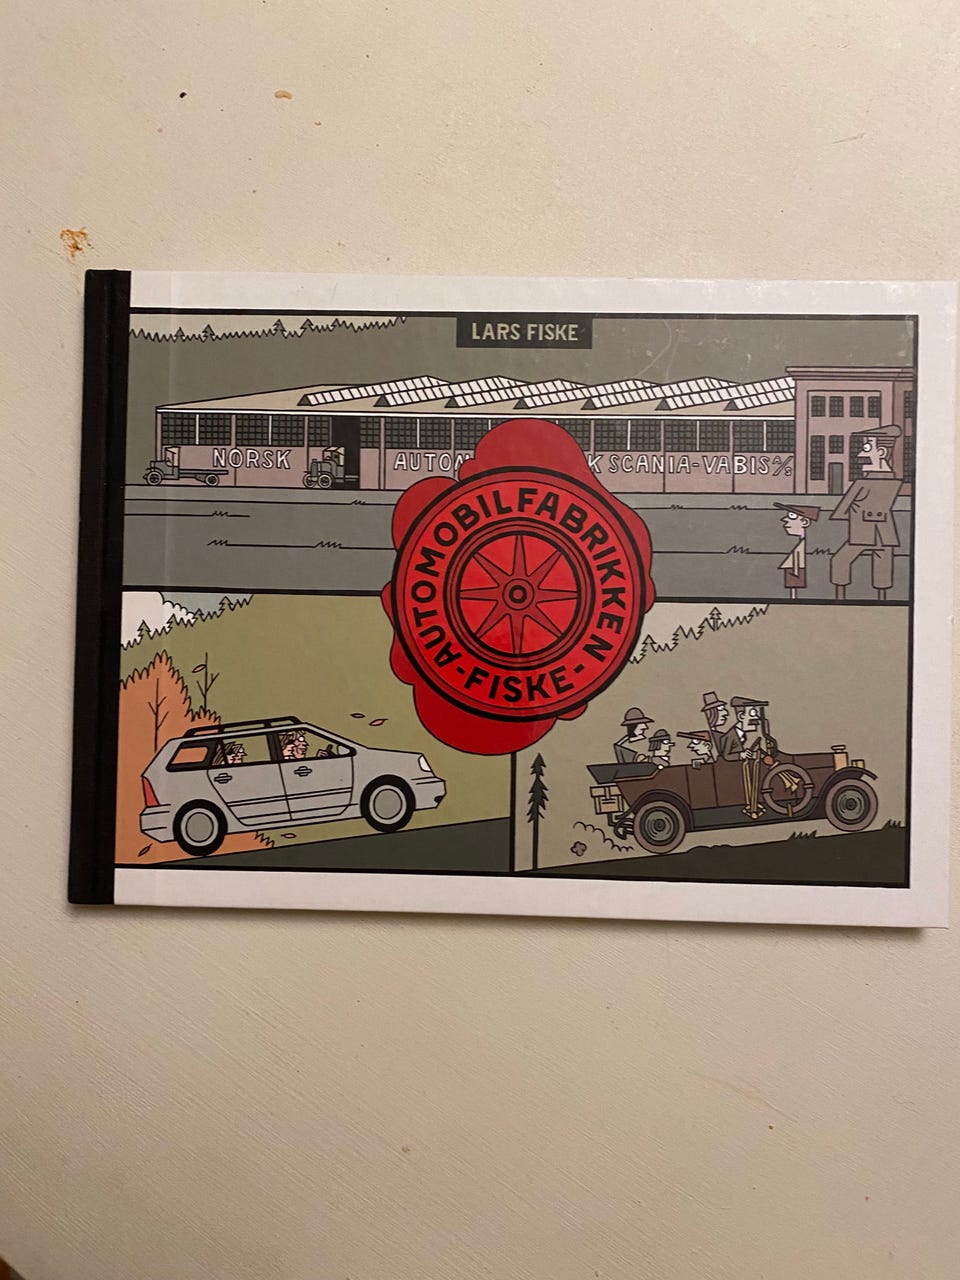 LARS FISKE
NORSK AUTOM K SCANIA-VABIS A/S
AUTOMOBILFABRIKKEN
-FISKE-